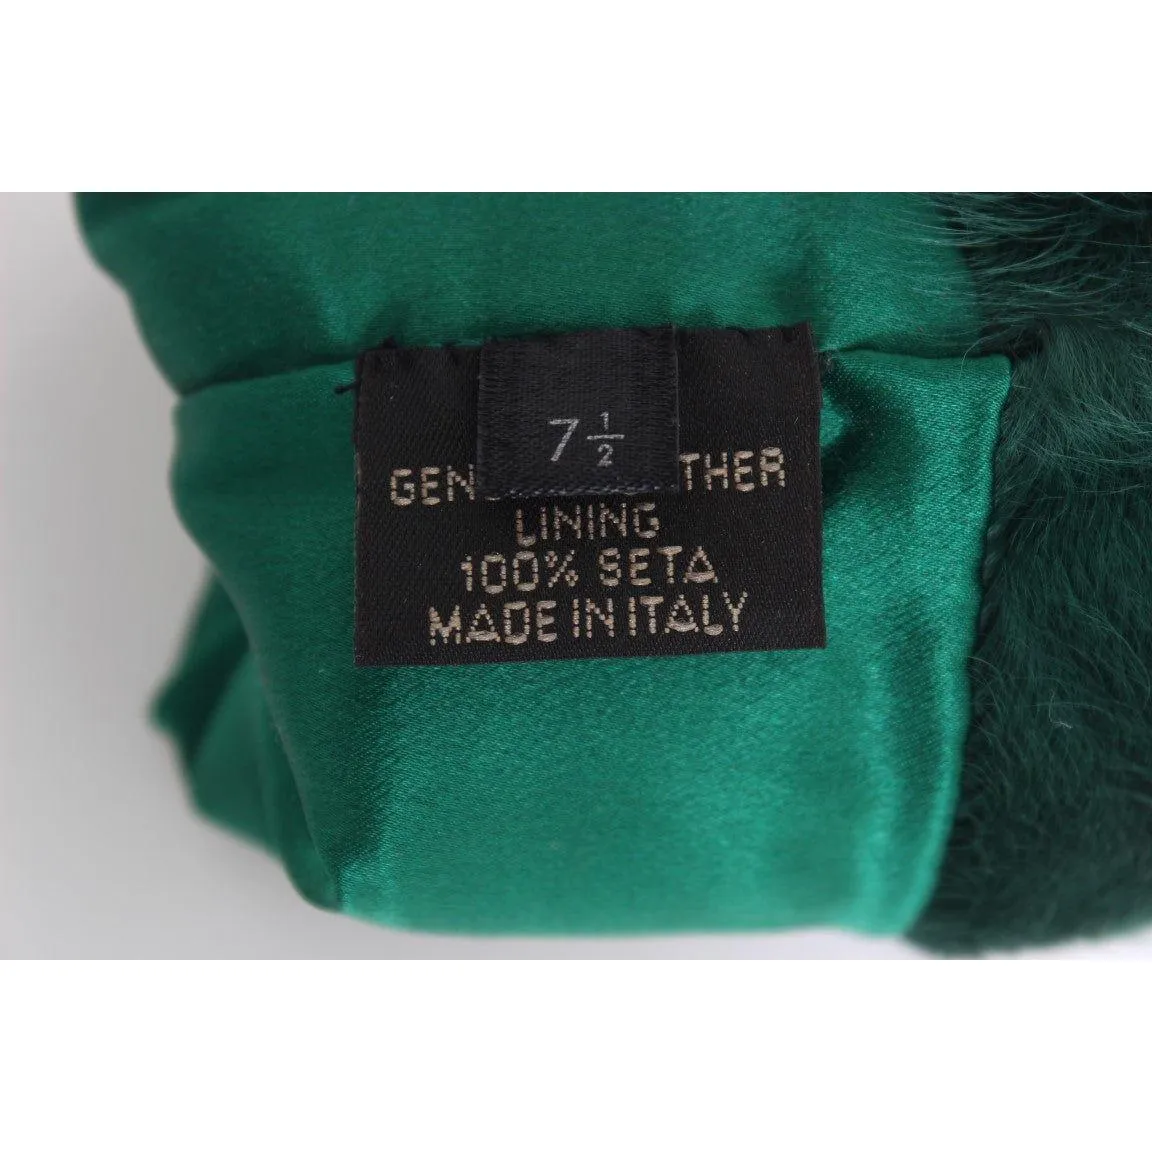 7 1/2
GEN THER
LINING
100% SETA
MADE IN ITALY